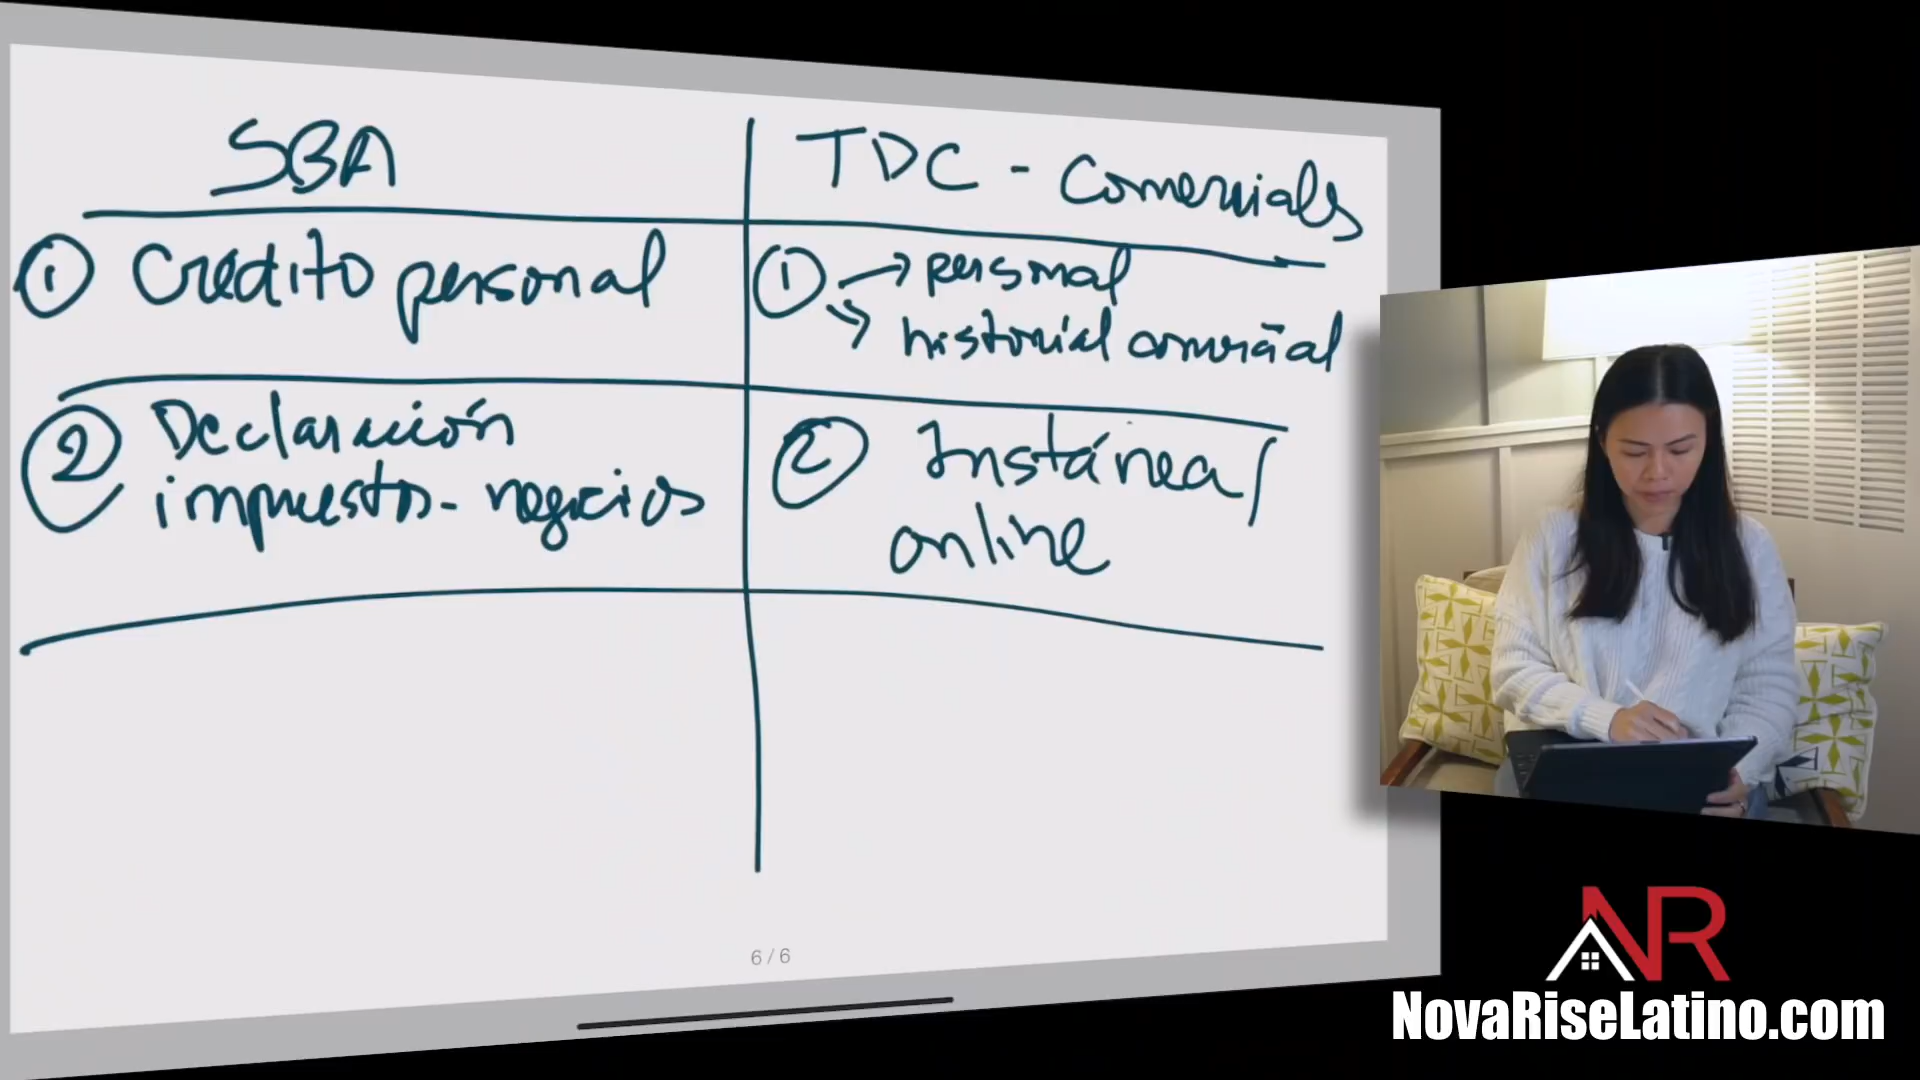 SBA
TDC - Comerciales
① Credito personal
① → personal
→ historial comercial
② Declaración
impuestos - negocios
② Instánea/
online
6/6
NR
NovaRiseLatino.com